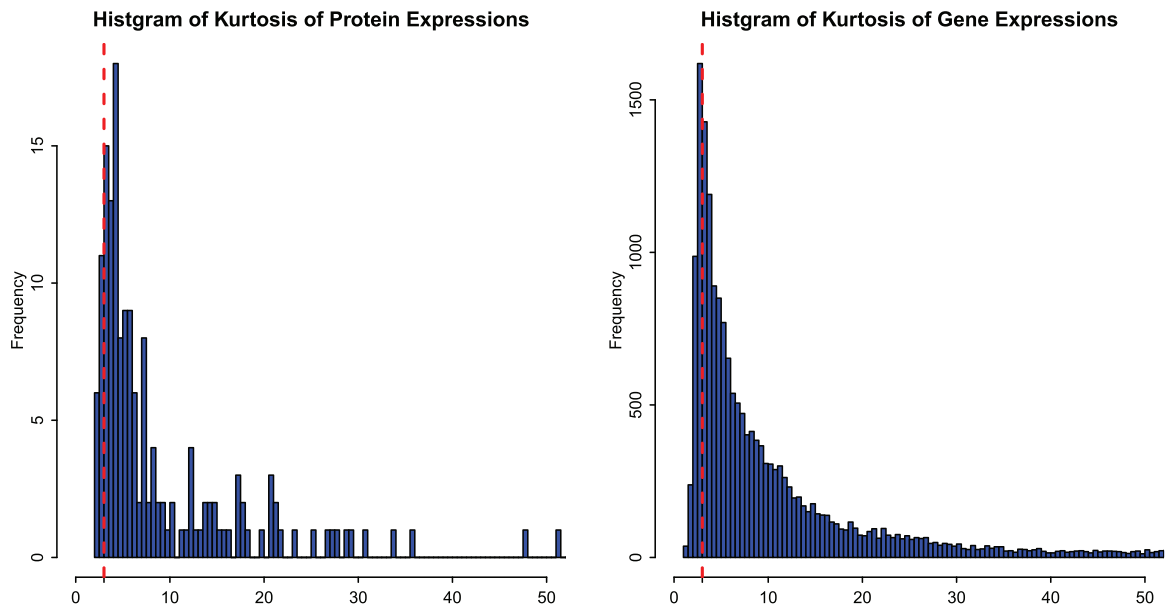 Histgram of Kurtosis of Protein Expressions
Frequency
15
10
5
0
0 10 20 30 40 50
Histgram of Kurtosis of Gene Expressions
Frequency
1500
1000
500
0
0 10 20 30 40 50